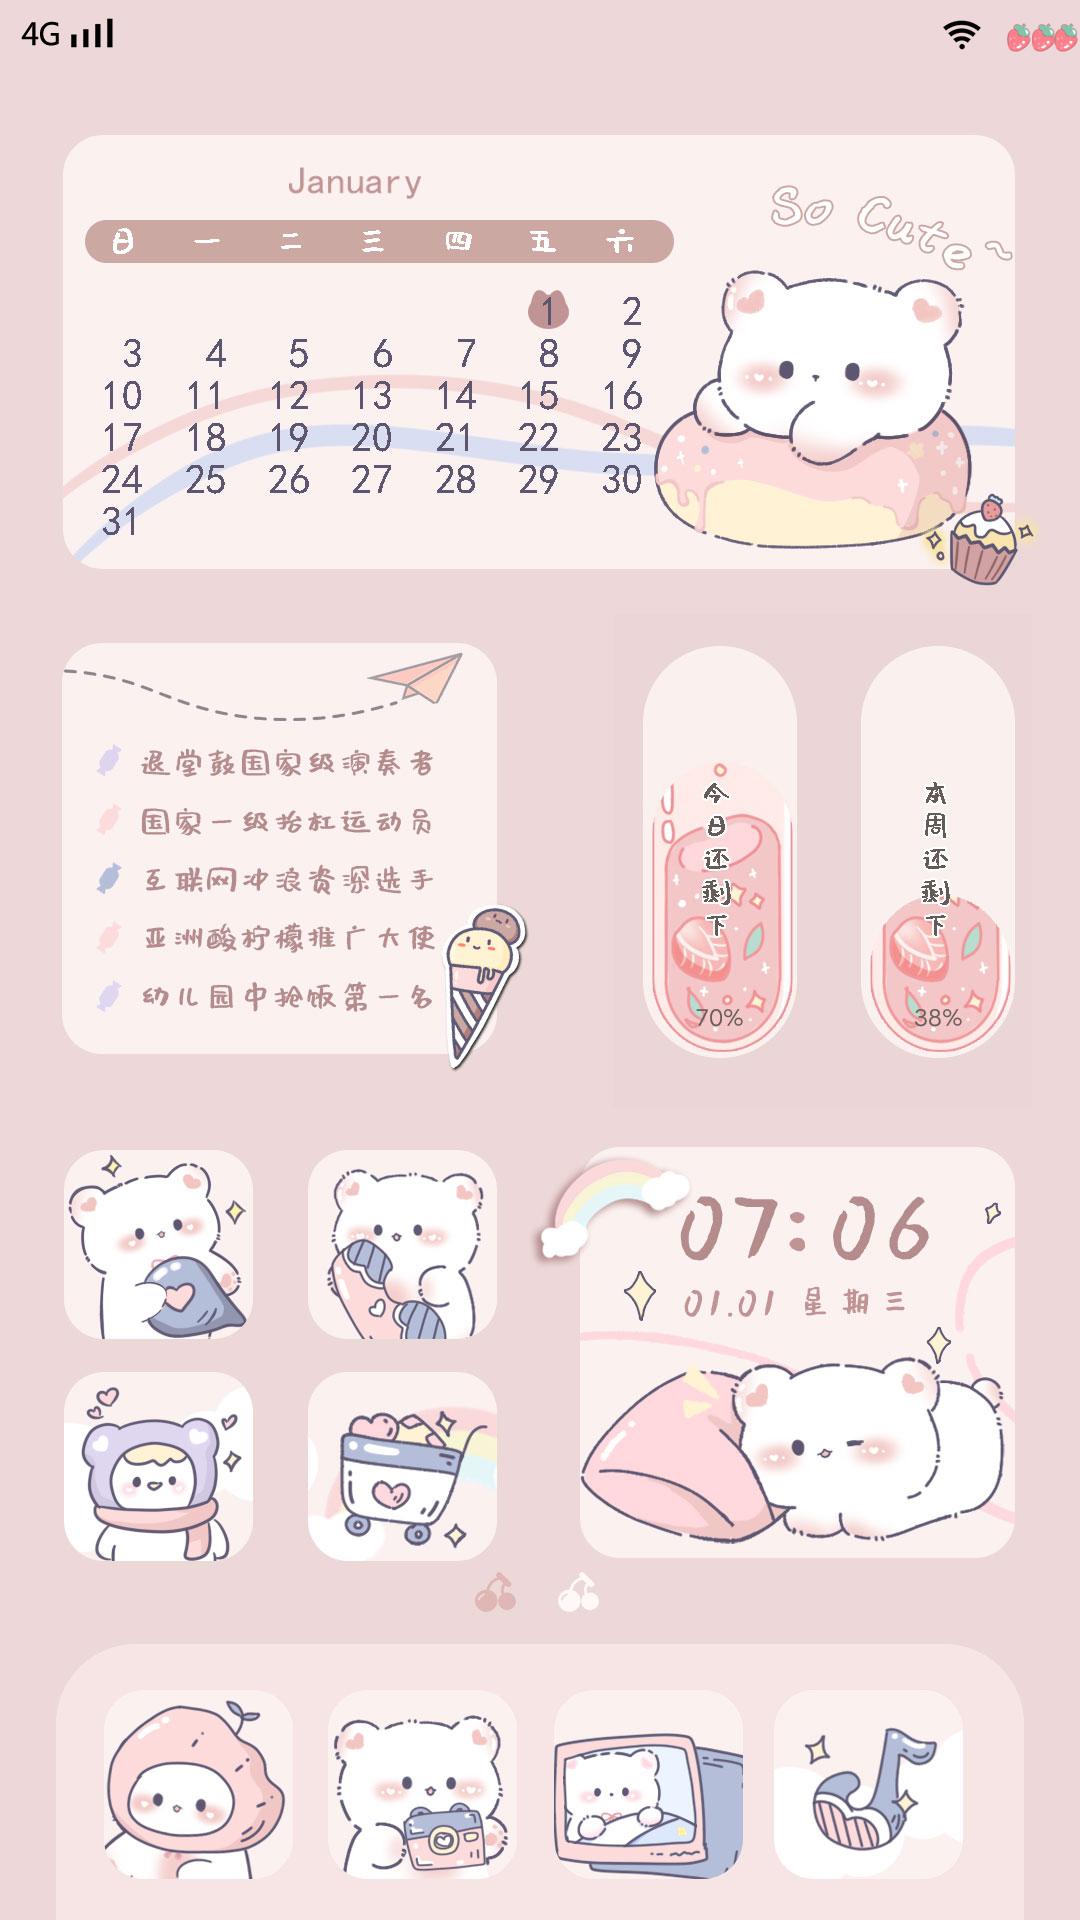 4G
January
So Cute~
日 一 二 三 四 五 六
1 2
3 4 5 6 7 8 9
10 11 12 13 14 15 16
17 18 19 20 21 22 23
24 25 26 27 28 29 30
31
退堂鼓国家级演奏者
国家一级抬杠运动员
互联网冲浪资深选手
亚洲酸柠檬推广大使
幼儿园中抢饭第一名
今日还剩下
70%
本周还剩下
38%
07:06
01.01 星期三